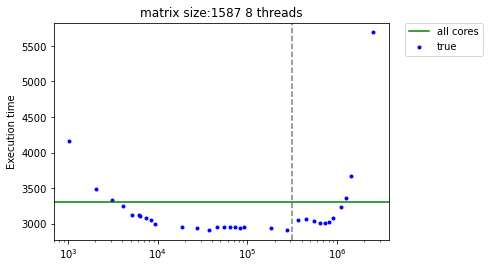 matrix size:1587 8 threads
all cores
true
Execution time
5500
5000
4500
4000
3500
3000
10³
10⁴
10⁵
10⁶